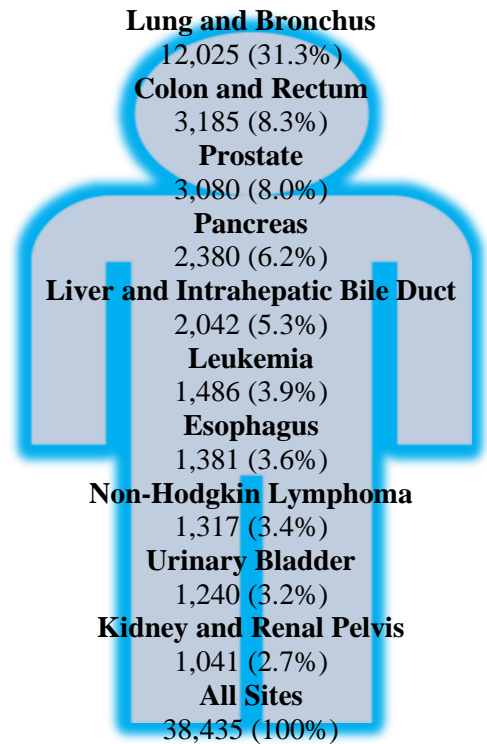 Lung and Bronchus
12,025 (31.3%)
Colon and Rectum
3,185 (8.3%)
Prostate
3,080 (8.0%)
Pancreas
2,380 (6.2%)
Liver and Intrahepatic Bile Duct
2,042 (5.3%)
Leukemia
1,486 (3.9%)
Esophagus
1,381 (3.6%)
Non-Hodgkin Lymphoma
1,317 (3.4%)
Urinary Bladder
1,240 (3.2%)
Kidney and Renal Pelvis
1,041 (2.7%)
All Sites
38,435 (100%)